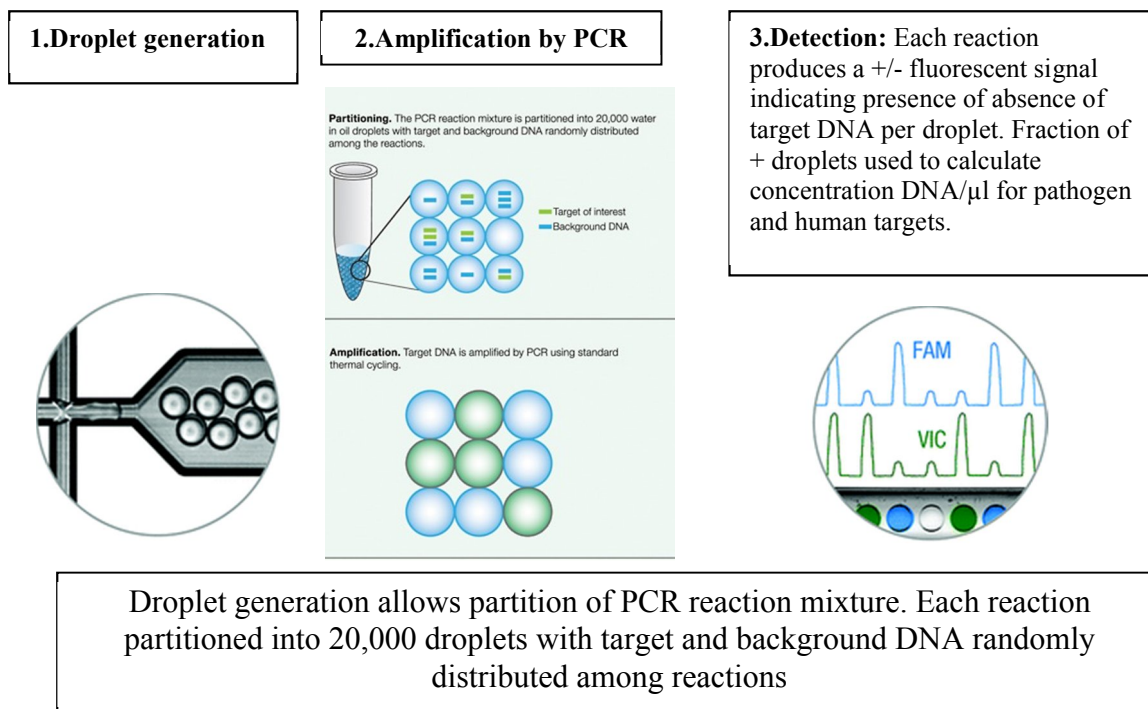 1.Droplet generation
2.Amplification by PCR
Partitioning. The PCR reaction mixture is partitioned into 20,000 water
in oil droplets with target and background DNA randomly distributed
among the reactions.
Target of interest
Background DNA
Amplification. Target DNA is amplified by PCR using standard
thermal cycling.
3.Detection: Each reaction
produces a +/- fluorescent signal
indicating presence of absence of
target DNA per droplet. Fraction of
+ droplets used to calculate
concentration DNA/µl for pathogen
and human targets.
FAM
VIC
Droplet generation allows partition of PCR reaction mixture. Each reaction
partitioned into 20,000 droplets with target and background DNA randomly
distributed among reactions